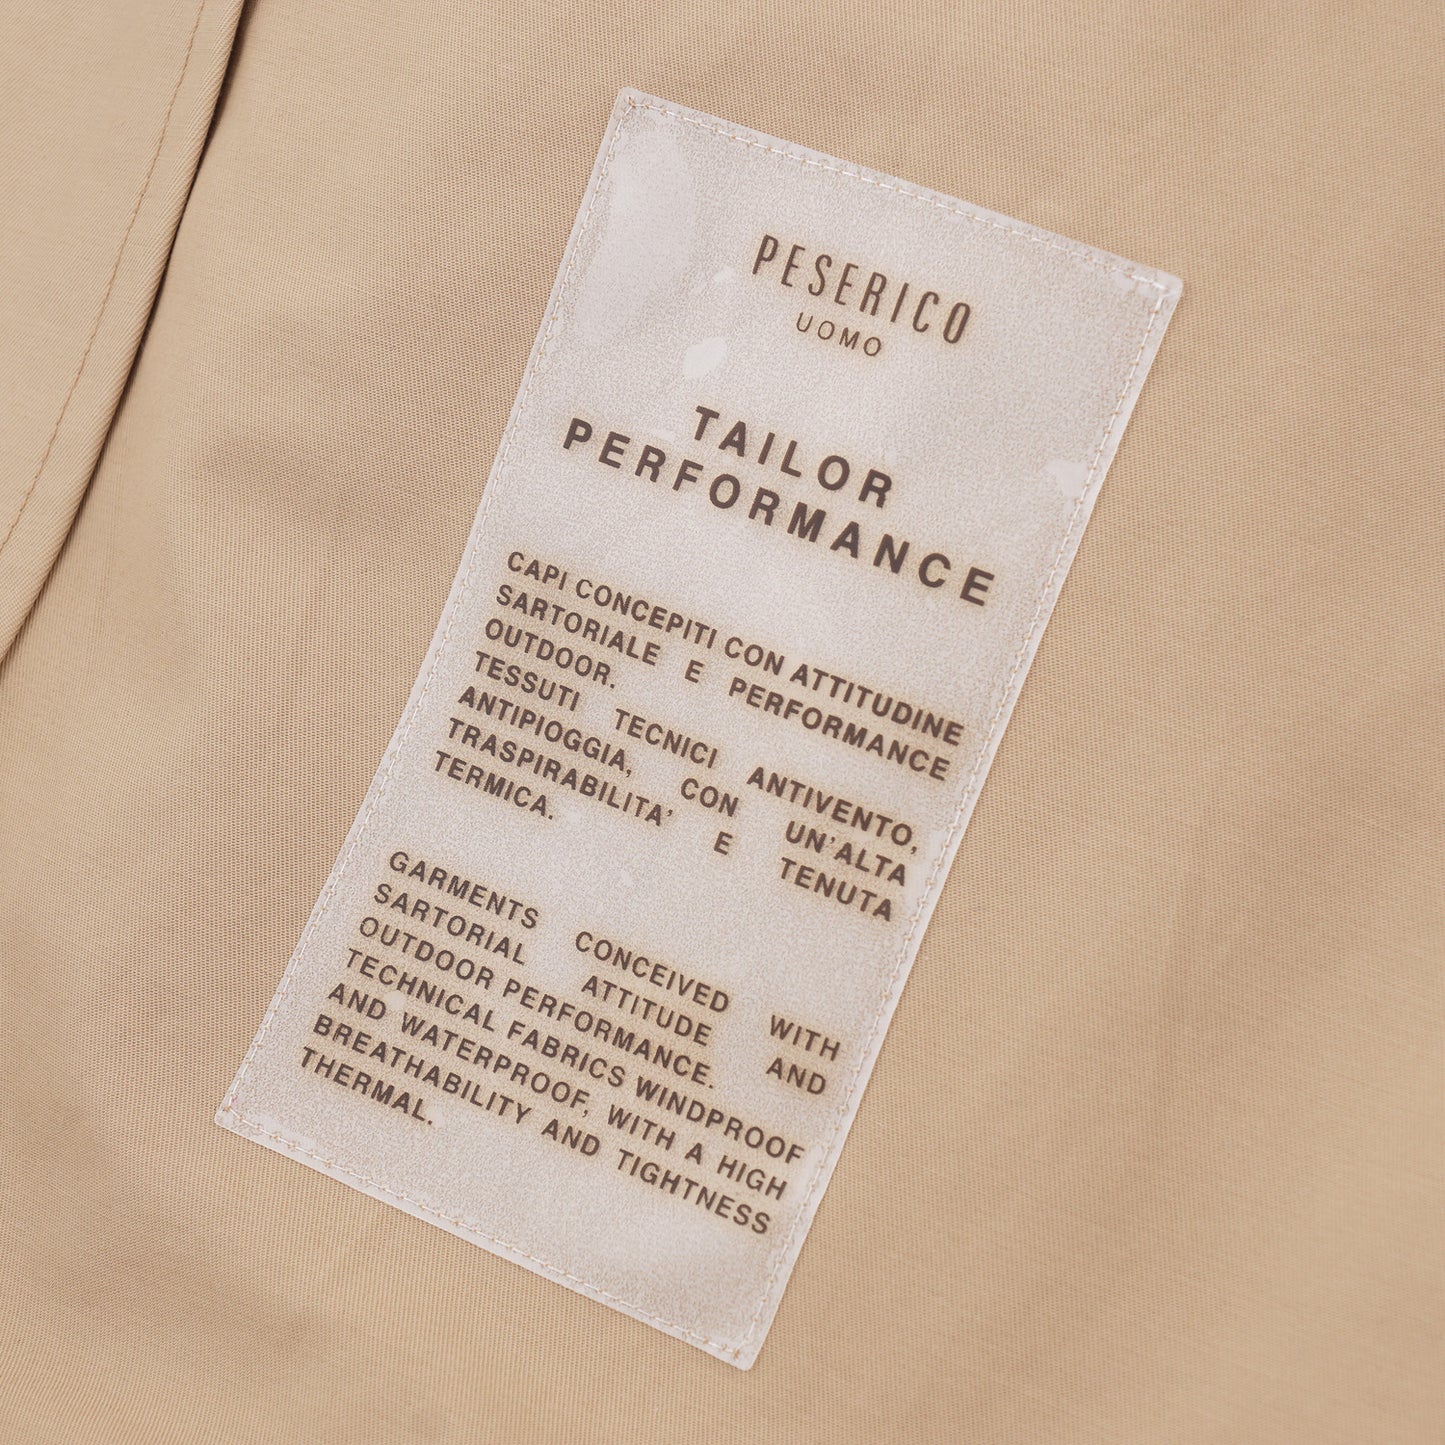 PESERICO
UOMO
TAILOR
PERFORMANCE
CAPI CONCEPITI CON ATTITUDINE
SARTORIALE E PERFORMANCE
OUTDOOR.
TESSUTI TECNICI ANTIVENTO,
ANTIPIOGGIA, CON UN'ALTA
TRASPIRABILITA' E TENUTA
TERMICA.
GARMENTS CONCEIVED WITH
SARTORIAL ATTITUDE AND
OUTDOOR PERFORMANCE.
TECHNICAL FABRICS WINDPROOF
AND WATERPROOF, WITH A HIGH
BREATHABILITY AND TIGHTNESS
THERMAL.